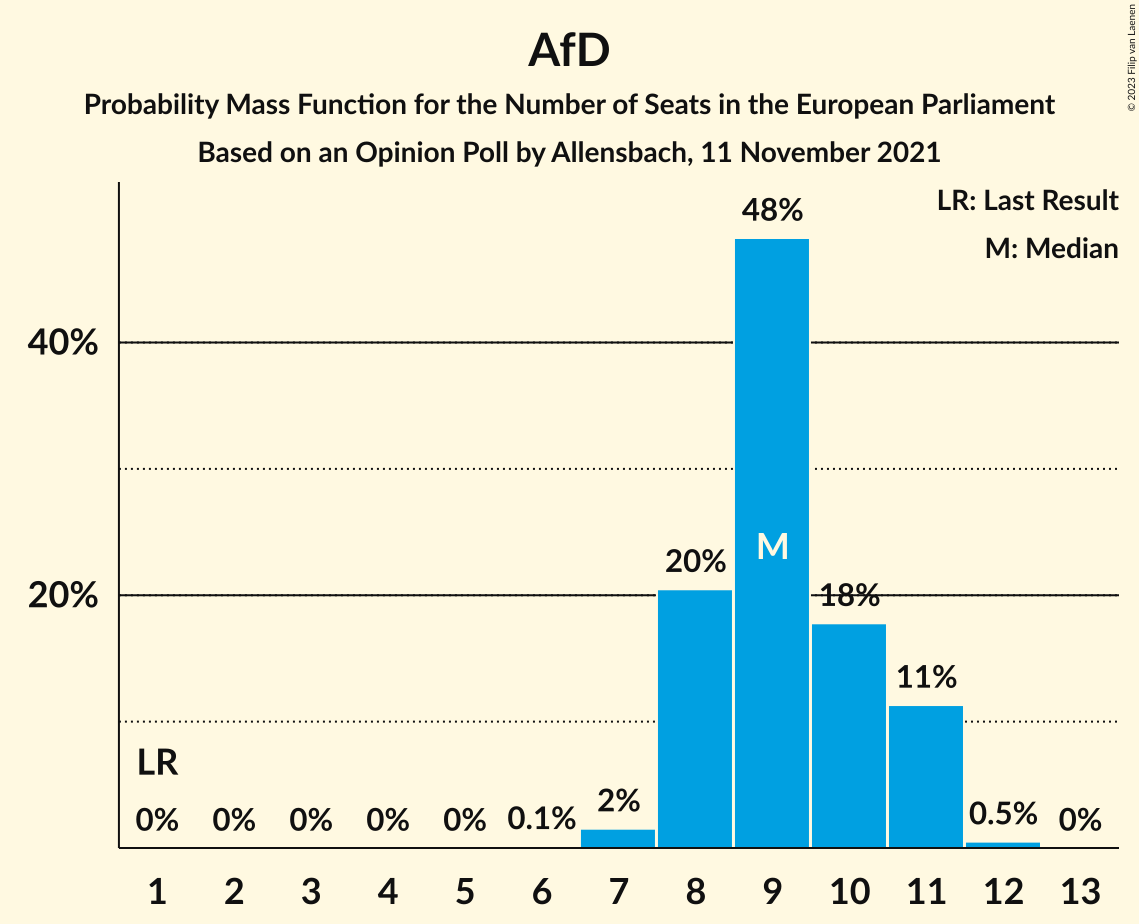 AfD
Probability Mass Function for the Number of Seats in the European Parliament
Based on an Opinion Poll by Allensbach, 11 November 2021
© 2023 Filip van Laenen
LR: Last Result
M: Median
48%
40%
M
20%
20%
18%
11%
LR
0% 0% 0% 0% 0% 0.1% 2% 0.5% 0%
1 2 3 4 5 6 7 8 9 10 11 12 13